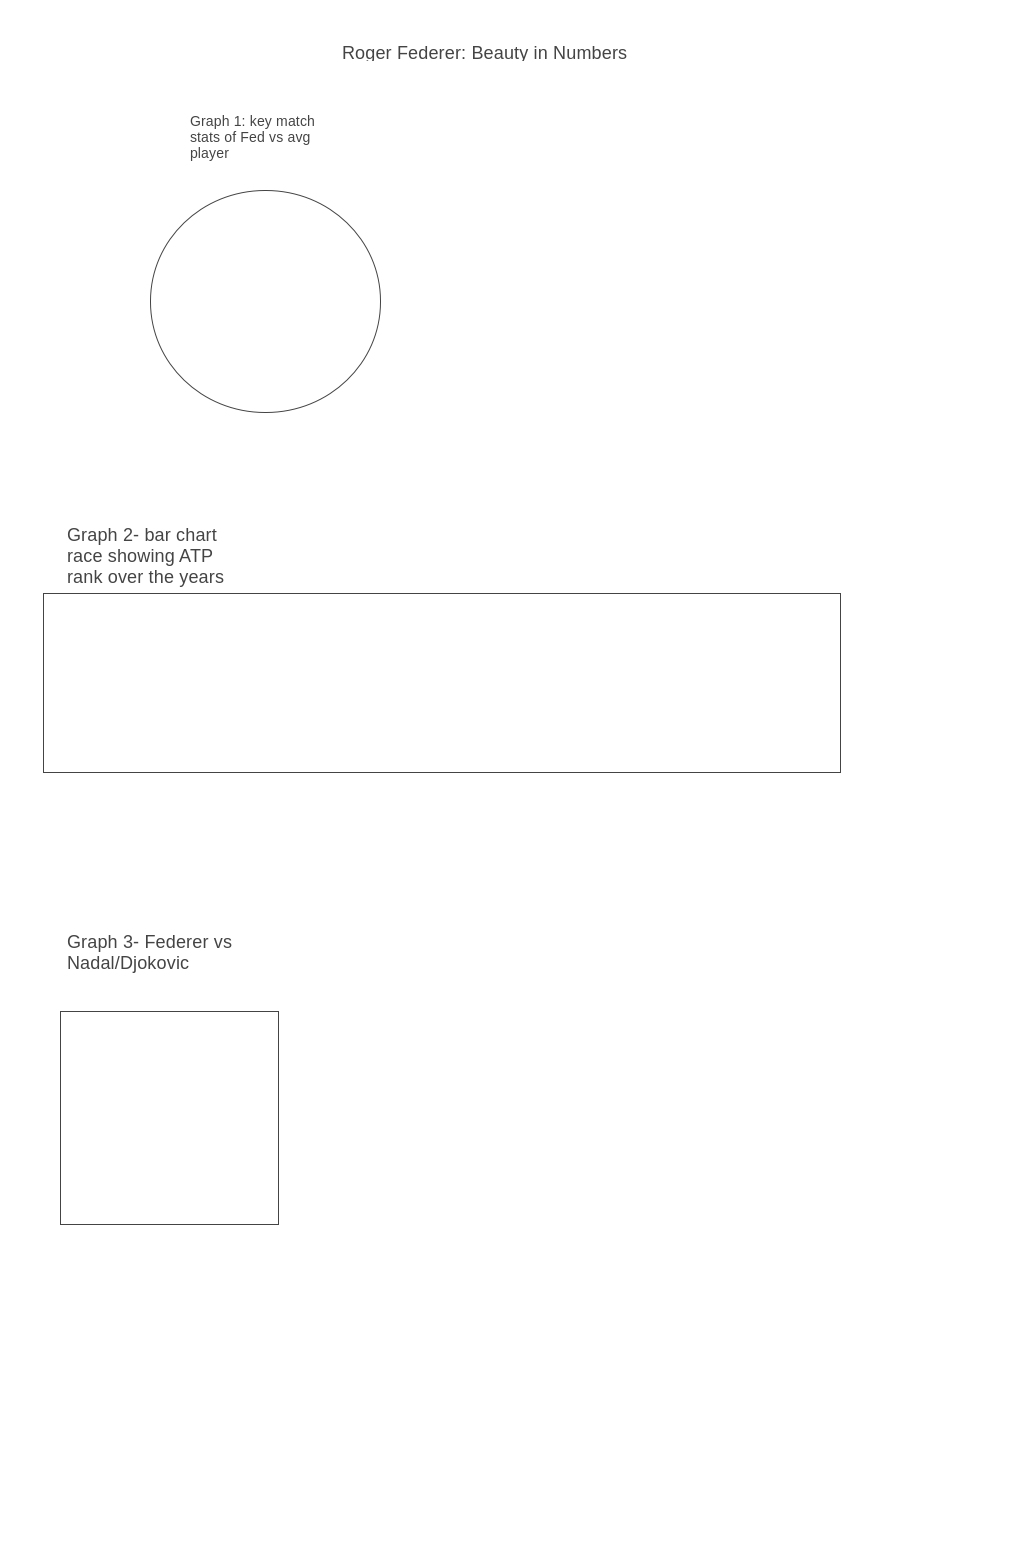 Roger Federer: Beauty in Numbers
Graph 1: key match
stats of Fed vs avg
player
Graph 2- bar chart
race showing ATP
rank over the years
Graph 3- Federer vs
Nadal/Djokovic